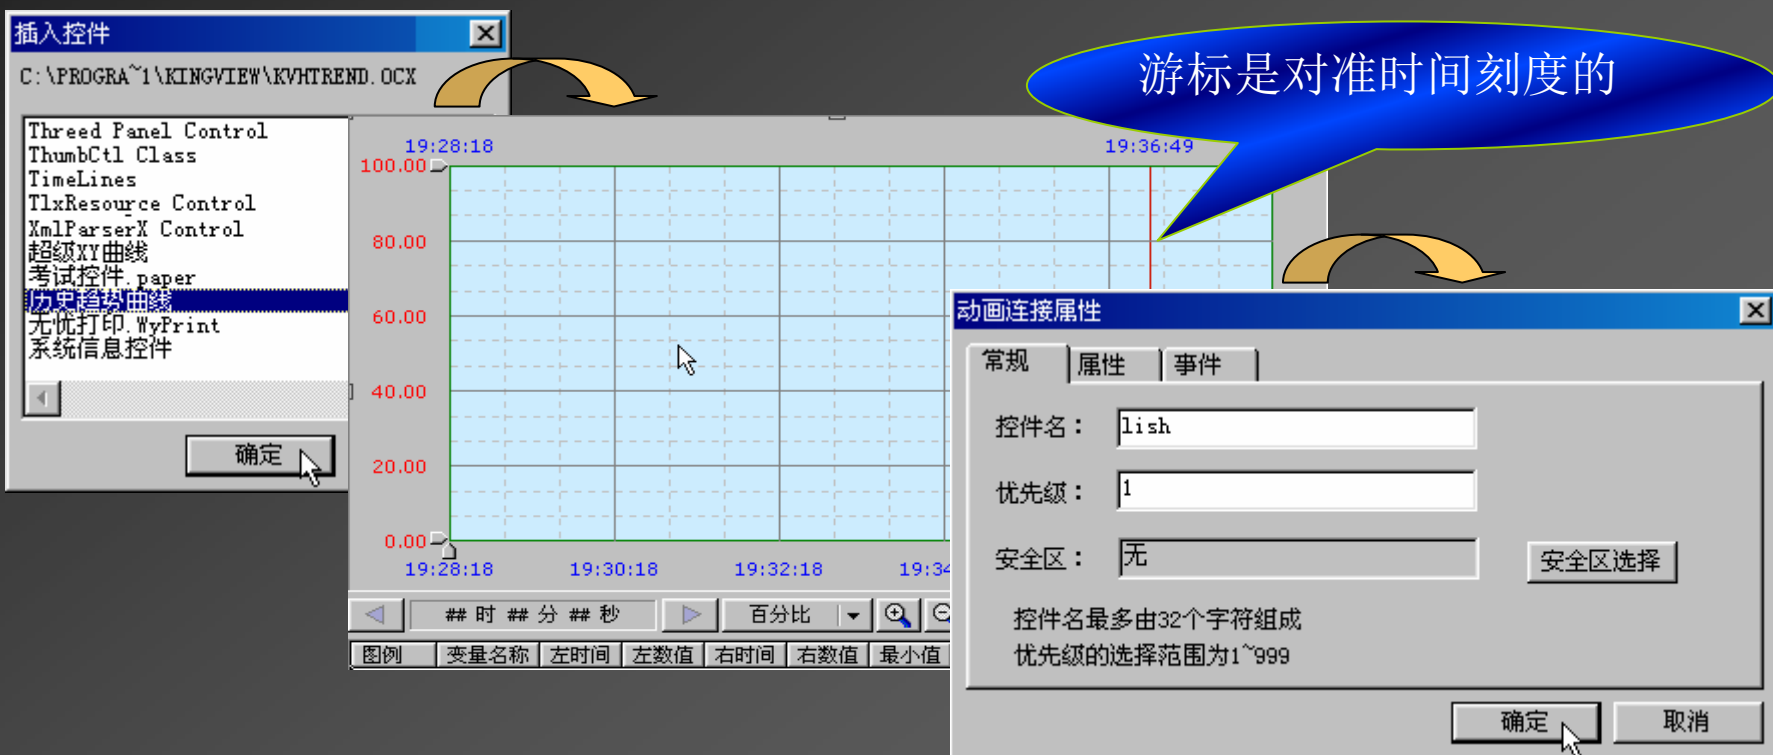 插入控件
C:\PROGRA~1\KINGVIEW\KVHTREND.OCX
Threed Panel Control
ThumbCtl Class
TimeLines
TlxResource Control
XmlParserX Control
超级XY曲线
考试控件.paper
历史趋势曲线
无忧打印.WyPrint
系统信息控件
确定
游标是对准时间刻度的
19:28:18 19:36:49
100.00
80.00
60.00
40.00
20.00
0.00
19:28:18 19:30:18 19:32:18 19:34
## 时 ## 分 ## 秒 百分比
图例 变量名称 左时间 左数值 右时间 右数值 最小值
动画连接属性
常规 属性 事件
控件名： lish
优先级： 1
安全区： 无 安全区选择
控件名最多由32个字符组成
优先级的选择范围为1~999
确定 取消